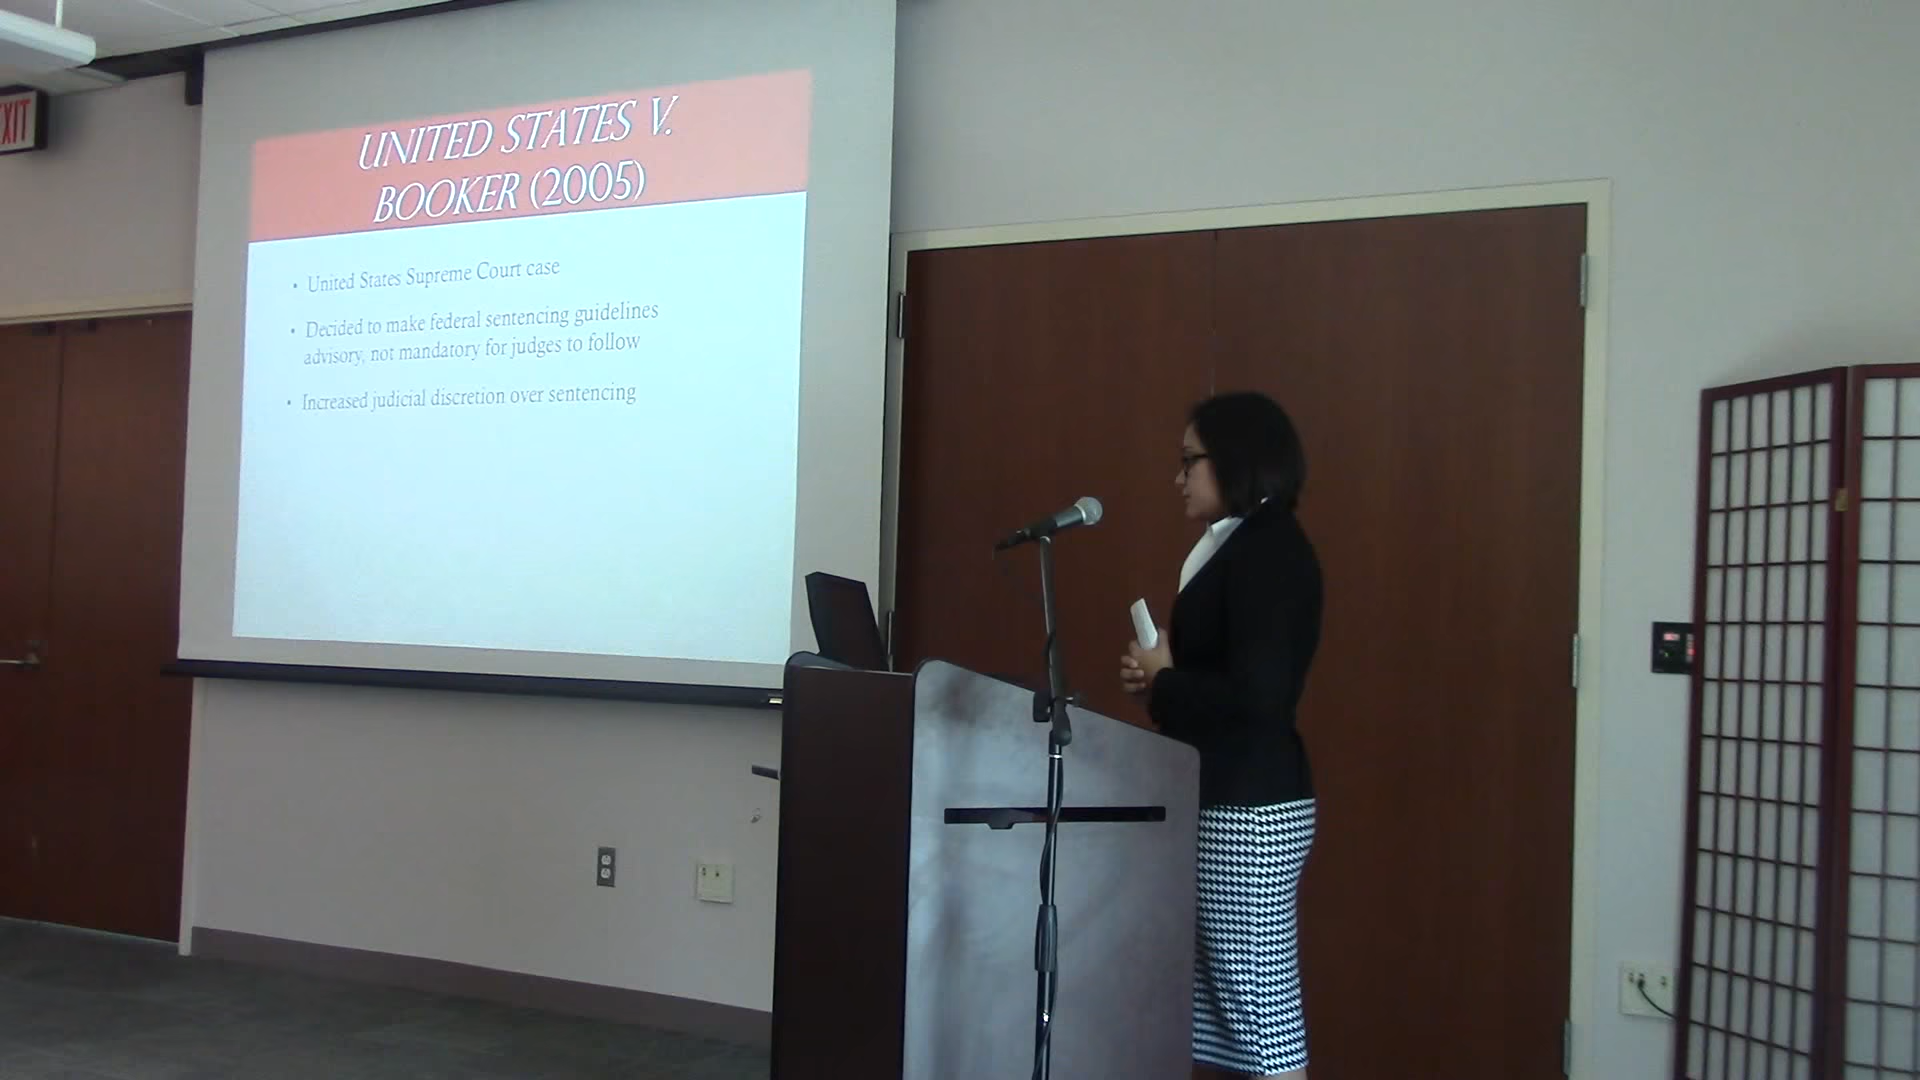 EXIT
UNITED STATES V.
BOOKER (2005)
• United States Supreme Court case
• Decided to make federal sentencing guidelines
advisory, not mandatory for judges to follow
• Increased judicial discretion over sentencing